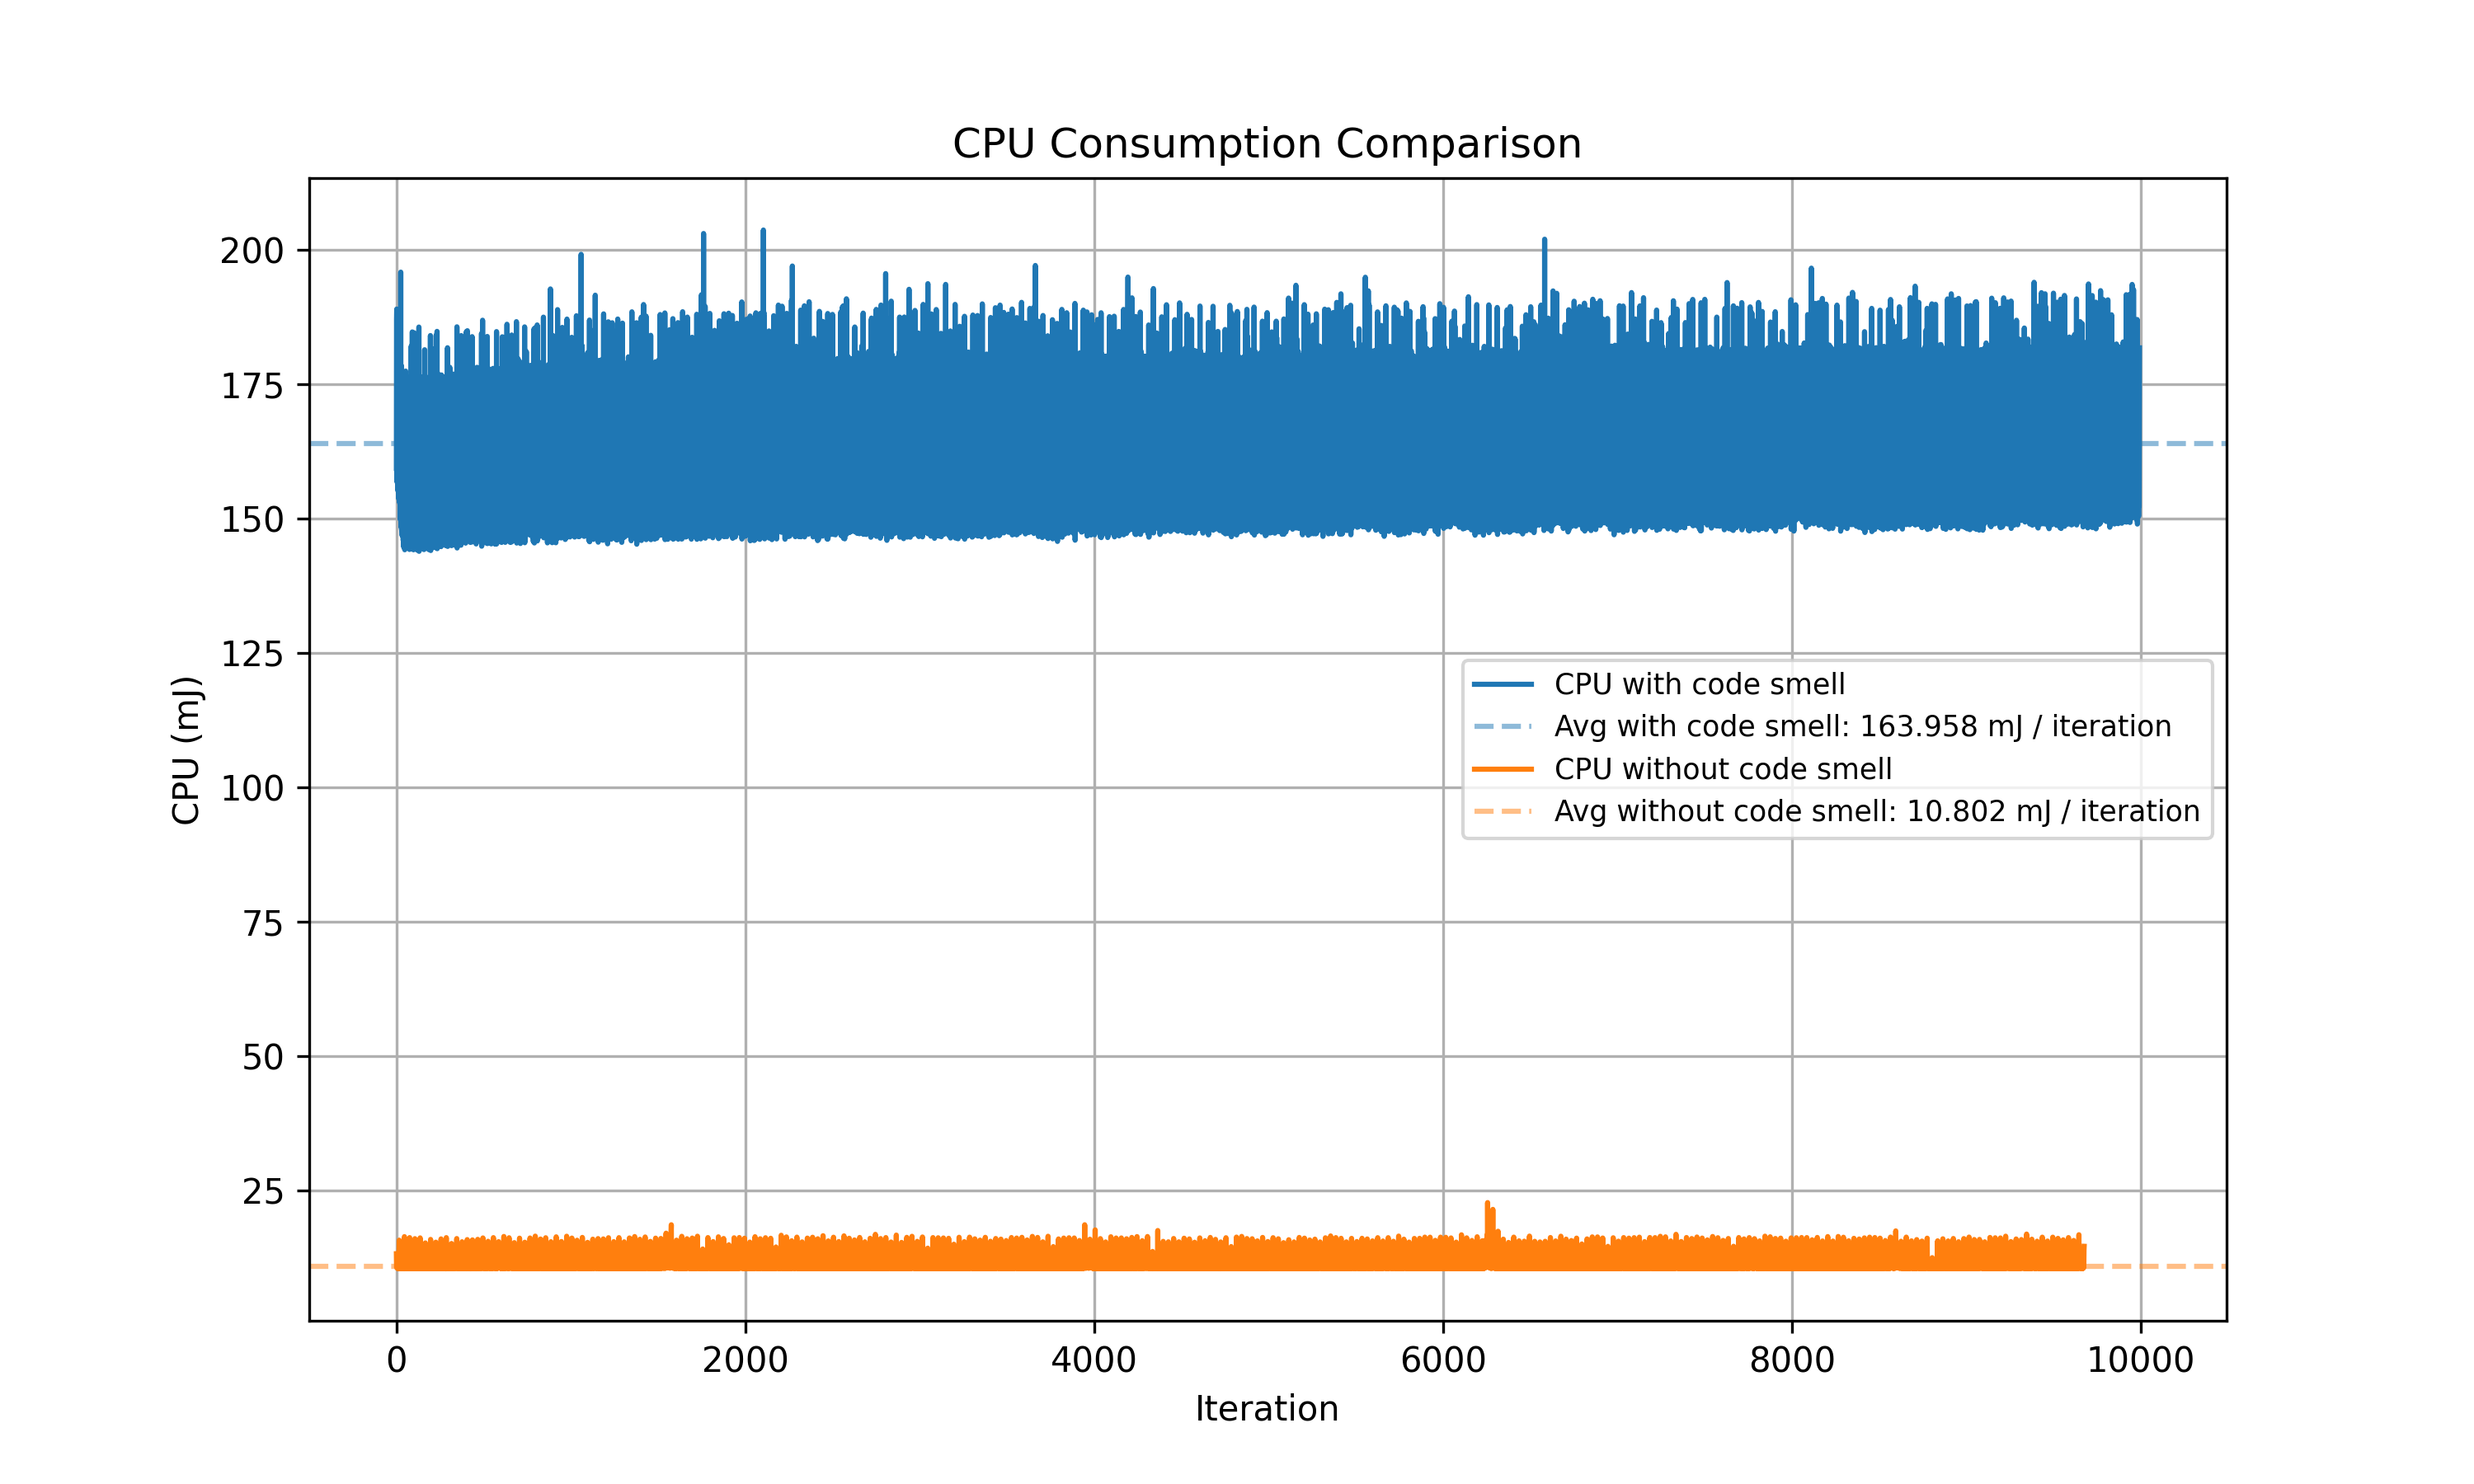 CPU Consumption Comparison
200
175
150
125
100
75
50
25
CPU (mJ)
CPU with code smell
Avg with code smell: 163.958 mJ / iteration
CPU without code smell
Avg without code smell: 10.802 mJ / iteration
0 2000 4000 6000 8000 10000
Iteration